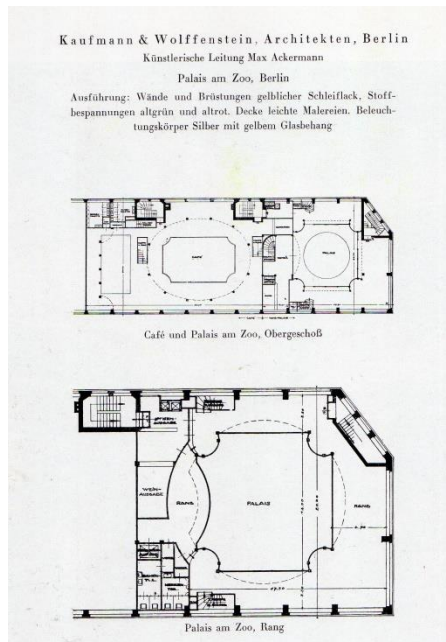 Kaufmann & Wolffenstein, Architekten, Berlin
Künstlerische Leitung Max Ackermann
Palais am Zoo, Berlin
Ausführung: Wände und Brüstungen gelblicher Schleiflack, Stoff-
bespannungen altgrün und altrot. Decke leichte Malereien. Beleuch-
tungskörper Silber mit gelbem Glasbehang
CAFÉ
PALAIS
Café und Palais am Zoo, Obergeschoß
WEIN-
AUSGABE
RANG
PALAIS
RANG
Palais am Zoo, Rang